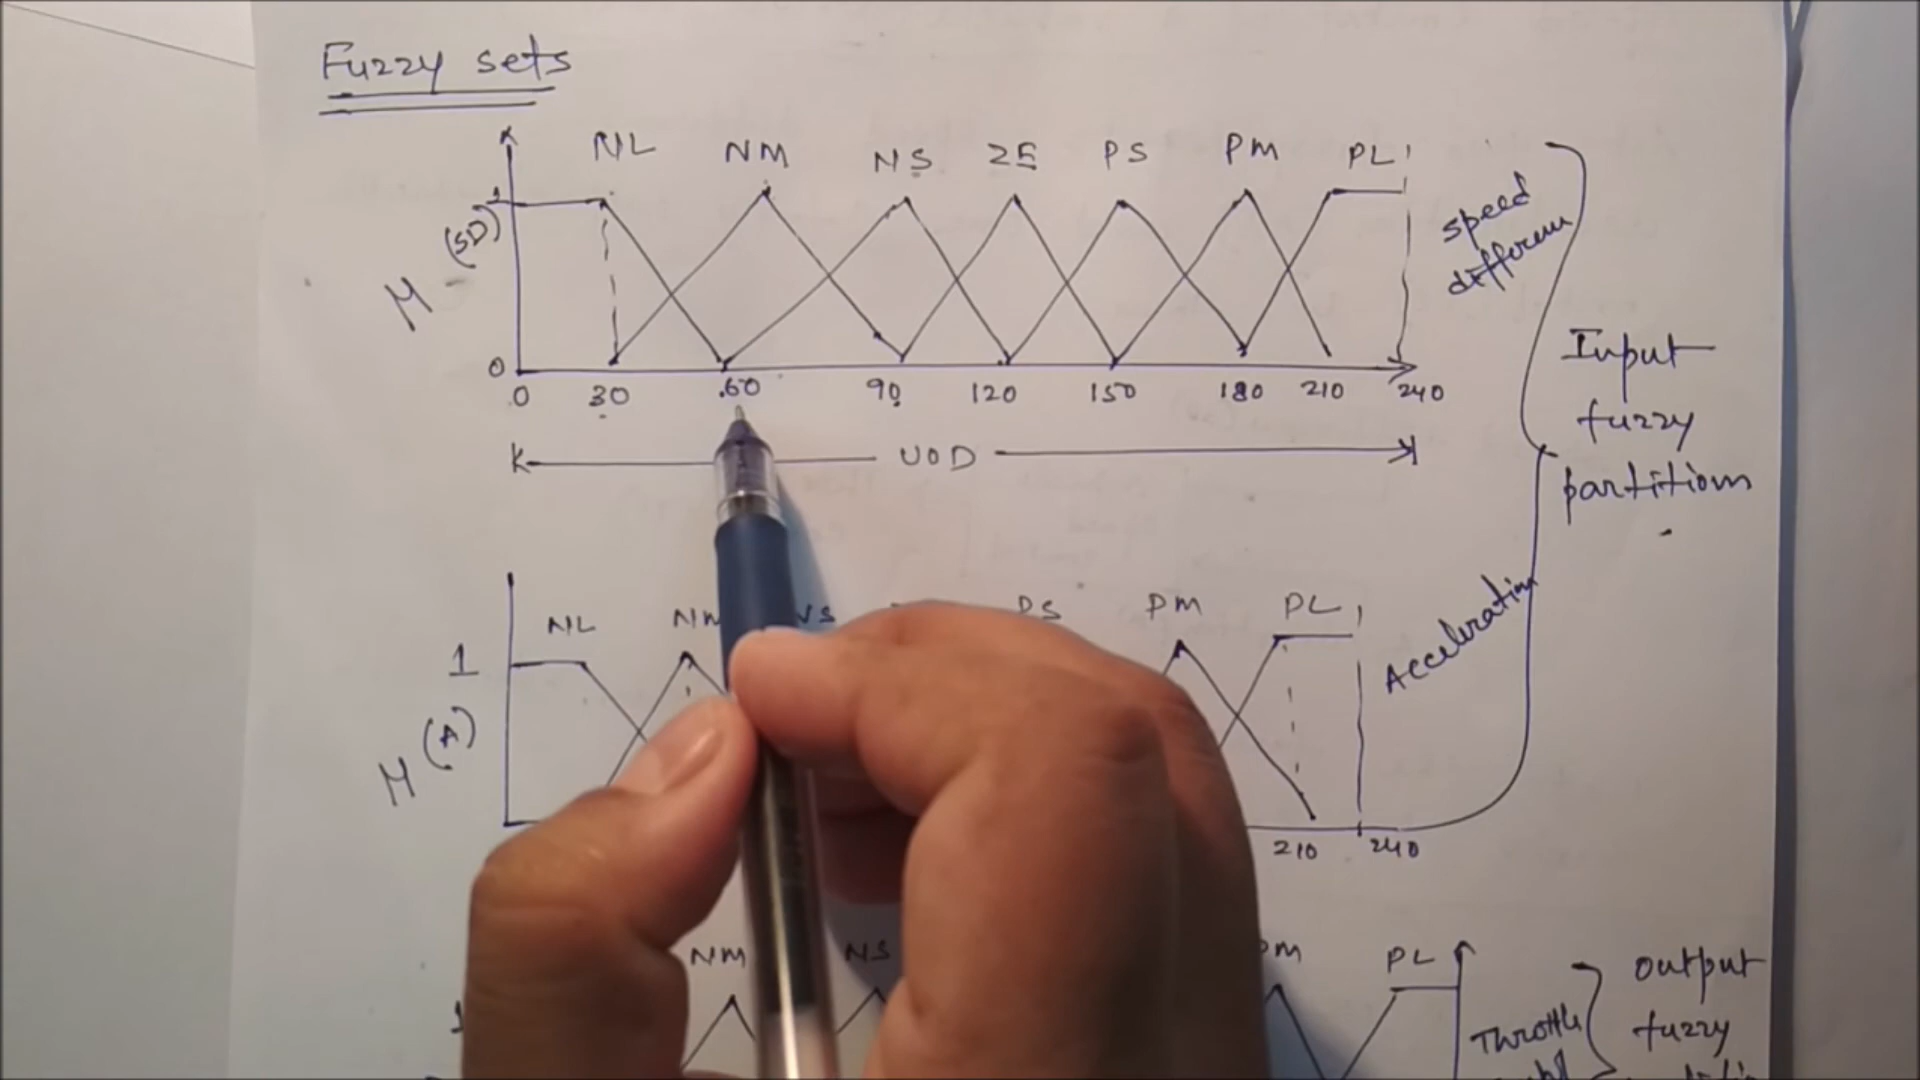 Fuzzy sets
NL NM NS ZE PS PM PL
1
M (SD)
0
0 30 60 90 120 150 180 210 240
UOD
speed
Input
fuzzy
partitions
NL PS PM PL
1
M (A)
Acceleration
210 240
NM NS PM PL
1
output
fuzzy
Throttle